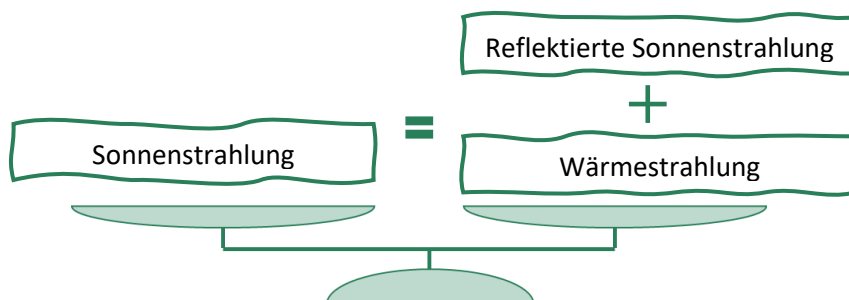 Reflektierte Sonnenstrahlung
+
=
Sonnenstrahlung
Wärmestrahlung